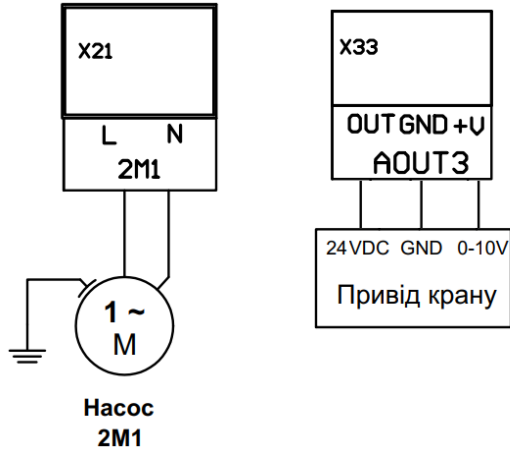 X21
L N
2M1
1 ~
M
Насос
2M1
X33
OUT GND +U
AOUT3
24VDC GND 0-10V
Привід крану